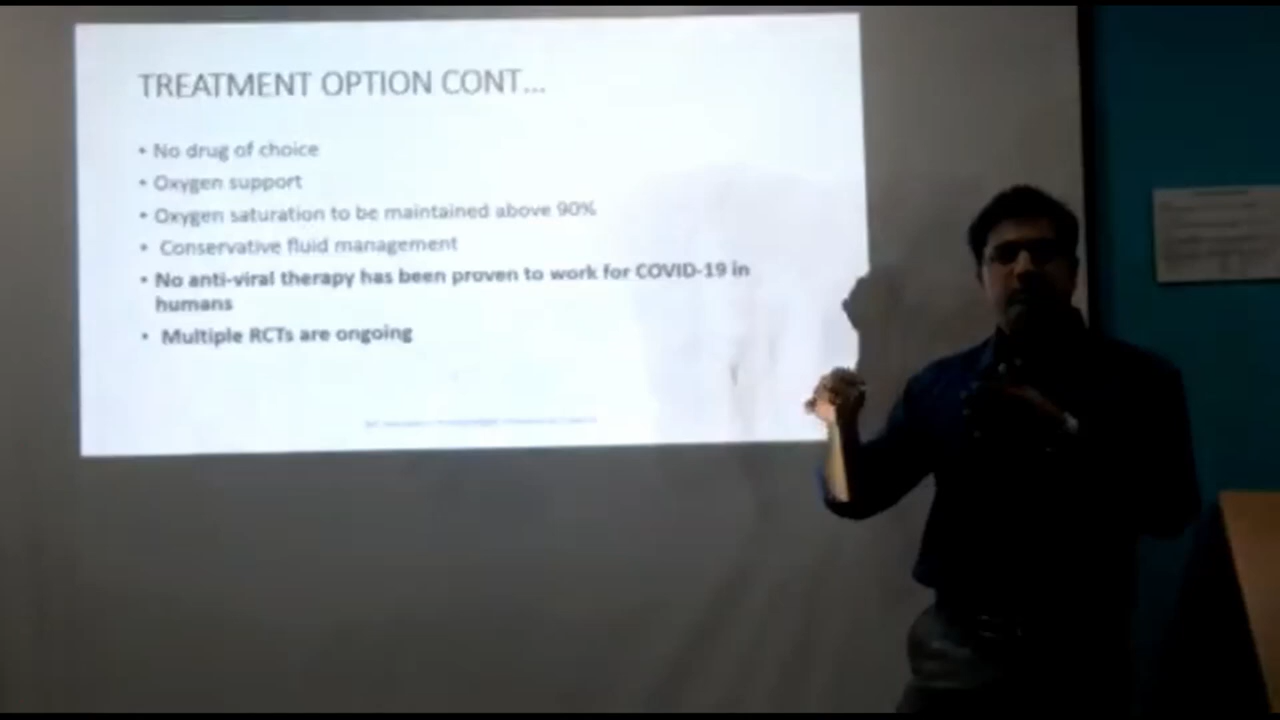 TREATMENT OPTION CONT...
• No drug of choice
• Oxygen support
• Oxygen saturation to be maintained above 90%
• Conservative fluid management
• No anti-viral therapy has been proven to work for COVID-19 in
humans
• Multiple RCTs are ongoing